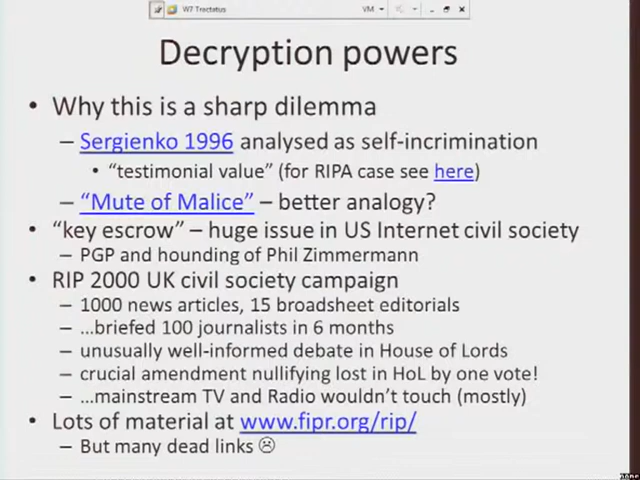 W7 Tractatus
VM
Decryption powers
• Why this is a sharp dilemma
– Sergienko 1996 analysed as self-incrimination
• “testimonial value” (for RIPA case see here)
– “Mute of Malice” – better analogy?
• “key escrow” – huge issue in US Internet civil society
– PGP and hounding of Phil Zimmermann
• RIP 2000 UK civil society campaign
– 1000 news articles, 15 broadsheet editorials
– …briefed 100 journalists in 6 months
– unusually well-informed debate in House of Lords
– crucial amendment nullifying lost in HoL by one vote!
– …mainstream TV and Radio wouldn’t touch (mostly)
• Lots of material at www.fipr.org/rip/
– But many dead links ☹